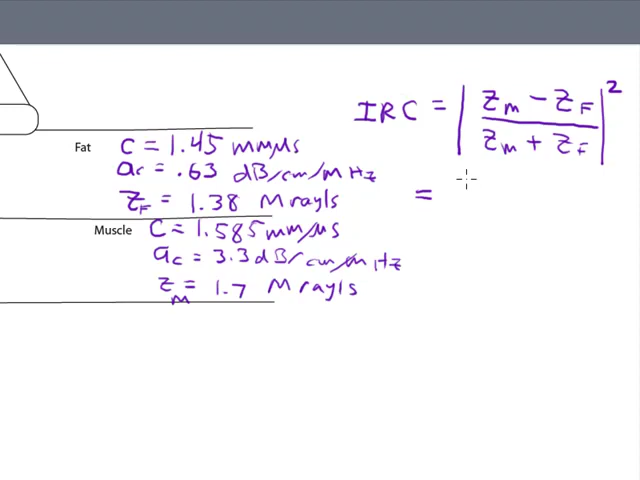 IRC = | Zm - ZF / Zm + ZF |²
Fat
C = 1.45 mm/μs
ac = .63 dB/cm/MHz
ZF = 1.38 Mrayls
=
Muscle
C = 1.585 mm/μs
ac = 3.3 dB/cm/MHz
ZM = 1.7 Mrayls